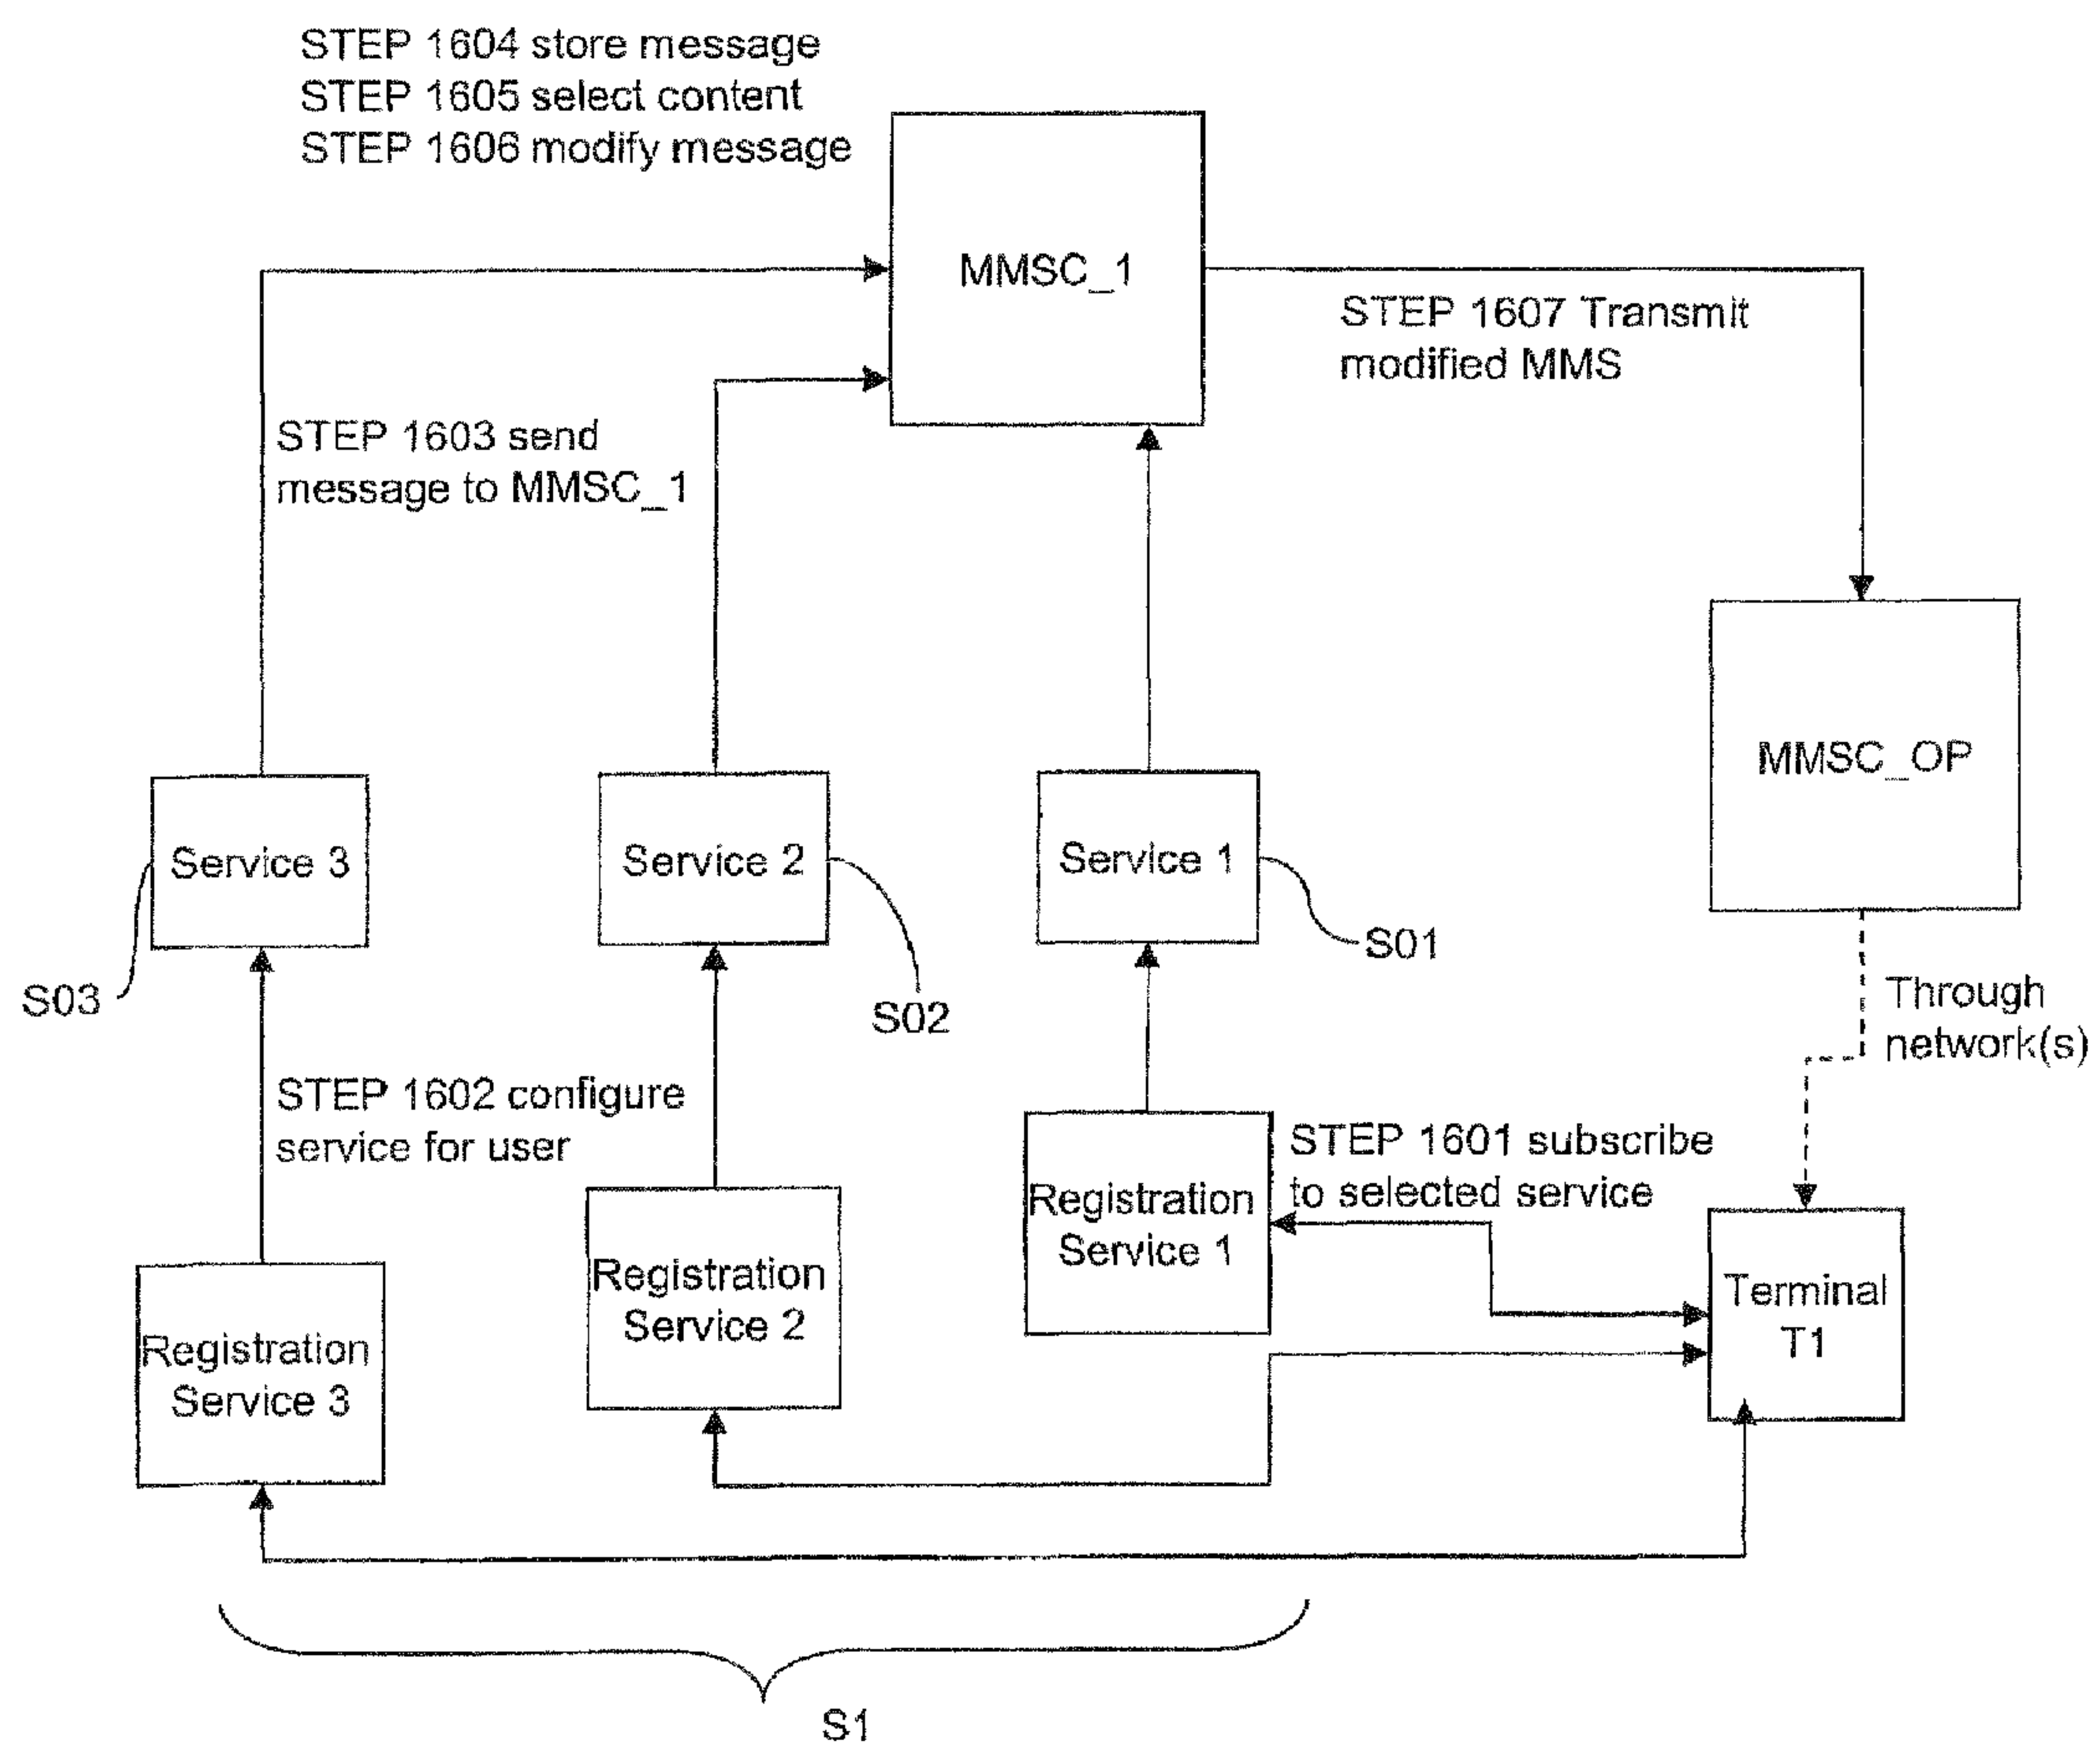 STEP 1604 store message
STEP 1605 select content
STEP 1606 modify message
MMSC_1
STEP 1607 Transmit
modified MMS
STEP 1603 send
message to MMSC_1
MMSC_OP
Service 3
Service 2
Service 1
S03
S02
S01
Through
network(s)
STEP 1602 configure
service for user
STEP 1601 subscribe
to selected service
Registration
Service 1
Registration
Service 2
Registration
Service 3
Terminal
T1
S1